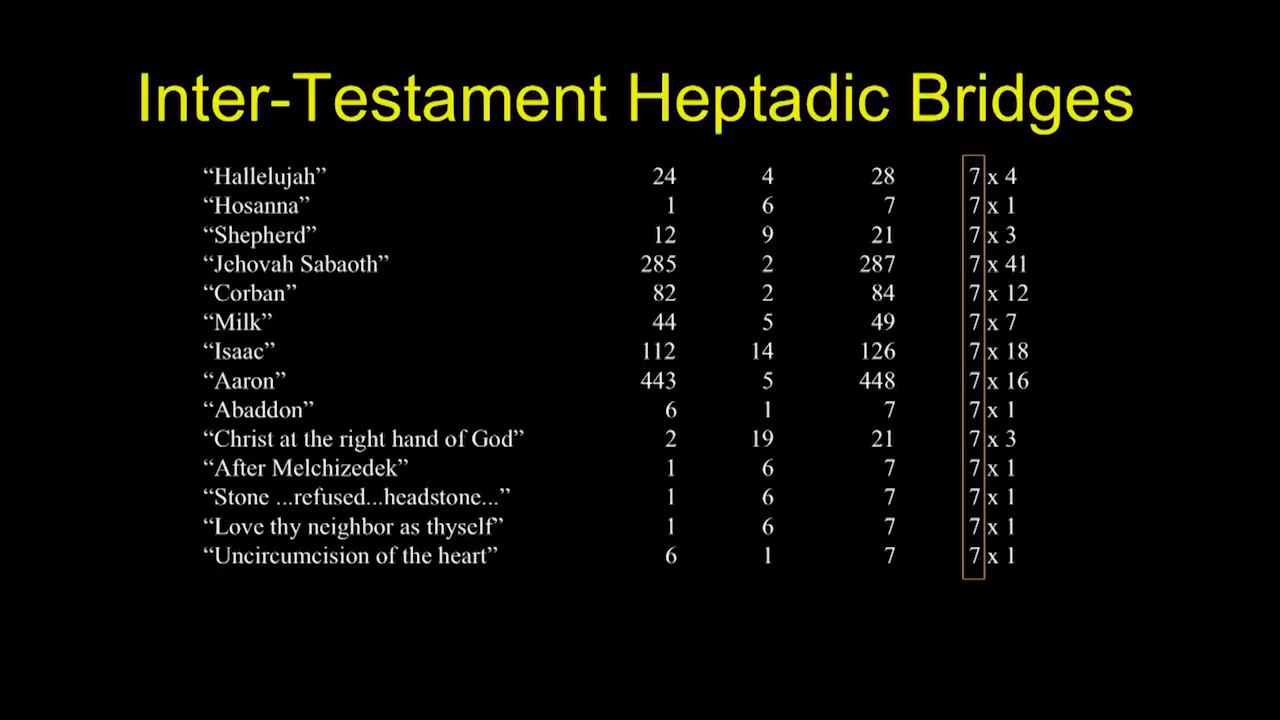 Inter-Testament Heptadic Bridges
“Hallelujah” 24 4 28 7 x 4
“Hosanna” 1 6 7 7 x 1
“Shepherd” 12 9 21 7 x 3
“Jehovah Sabaoth” 285 2 287 7 x 41
“Corban” 82 2 84 7 x 12
“Milk” 44 5 49 7 x 7
“Isaac” 112 14 126 7 x 18
“Aaron” 443 5 448 7 x 16
“Abaddon” 6 1 7 7 x 1
“Christ at the right hand of God” 2 19 21 7 x 3
“After Melchizedek” 1 6 7 7 x 1
“Stone ...refused...headstone...” 1 6 7 7 x 1
“Love thy neighbor as thyself” 1 6 7 7 x 1
“Uncircumcision of the heart” 6 1 7 7 x 1